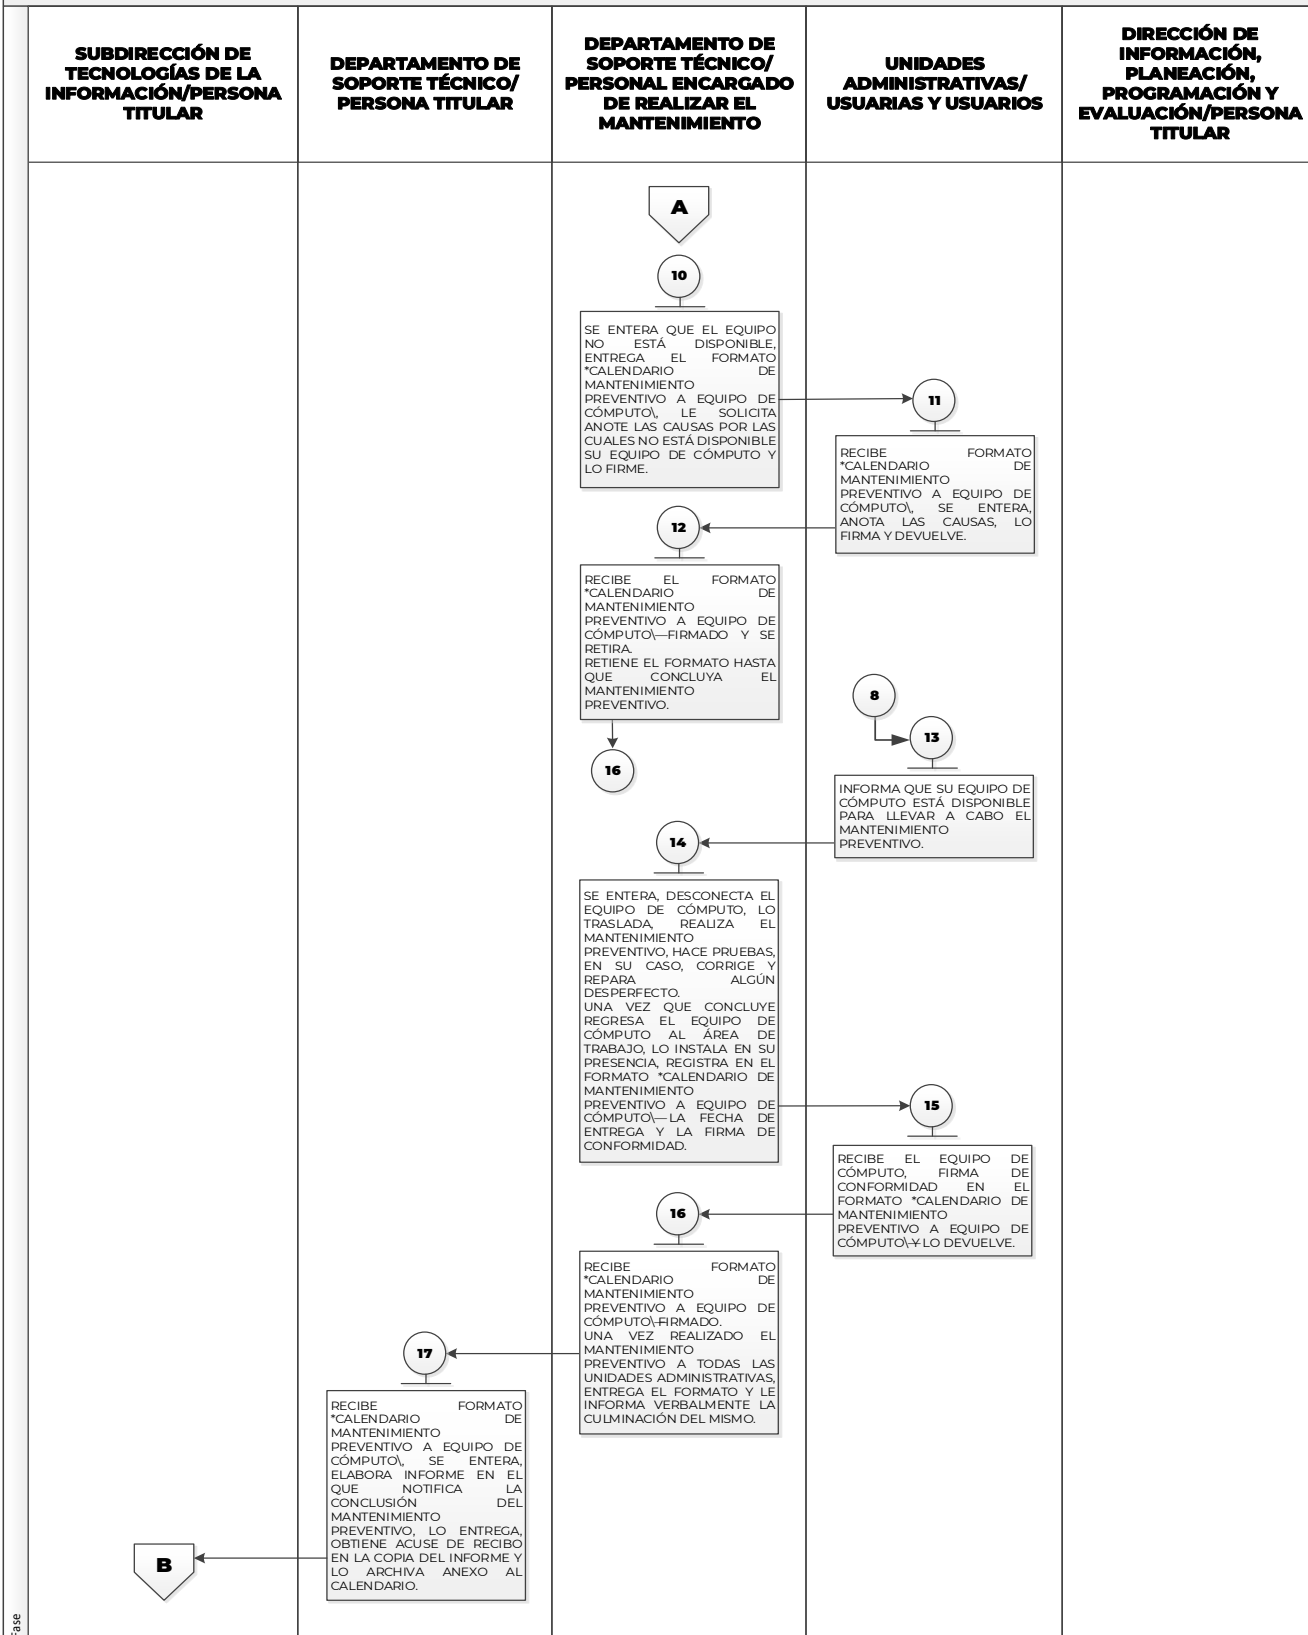 SUBDIRECCIÓN DE
TECNOLOGÍAS DE LA
INFORMACIÓN/PERSONA
TITULAR
DEPARTAMENTO DE
SOPORTE TÉCNICO/
PERSONA TITULAR
DEPARTAMENTO DE
SOPORTE TÉCNICO/
PERSONAL ENCARGADO
DE REALIZAR EL
MANTENIMIENTO
UNIDADES
ADMINISTRATIVAS/
USUARIAS Y USUARIOS
DIRECCIÓN DE
INFORMACIÓN,
PLANEACIÓN,
PROGRAMACIÓN Y
EVALUACIÓN/PERSONA
TITULAR
A
10
SE ENTERA QUE EL EQUIPO
NO ESTÁ DISPONIBLE,
ENTREGA EL FORMATO
*CALENDARIO DE
MANTENIMIENTO
PREVENTIVO A EQUIPO DE
CÓMPUTO\, LE SOLICITA
ANOTE LAS CAUSAS POR LAS
CUALES NO ESTÁ DISPONIBLE
SU EQUIPO DE CÓMPUTO Y
LO FIRME.
11
RECIBE FORMATO
*CALENDARIO DE
MANTENIMIENTO
PREVENTIVO A EQUIPO DE
CÓMPUTO\, SE ENTERA,
ANOTA LAS CAUSAS, LO
FIRMA Y DEVUELVE.
12
RECIBE EL FORMATO
*CALENDARIO DE
MANTENIMIENTO
PREVENTIVO A EQUIPO DE
CÓMPUTO\—FIRMADO Y SE
RETIRA.
RETIENE EL FORMATO HASTA
QUE CONCLUYA EL
MANTENIMIENTO
PREVENTIVO.
16
8
13
INFORMA QUE SU EQUIPO DE
CÓMPUTO ESTÁ DISPONIBLE
PARA LLEVAR A CABO EL
MANTENIMIENTO
PREVENTIVO.
14
SE ENTERA, DESCONECTA EL
EQUIPO DE CÓMPUTO, LO
TRASLADA, REALIZA EL
MANTENIMIENTO
PREVENTIVO, HACE PRUEBAS,
EN SU CASO, CORRIGE Y
REPARA ALGÚN
DESPERFECTO.
UNA VEZ QUE CONCLUYE
REGRESA EL EQUIPO DE
CÓMPUTO AL ÁREA DE
TRABAJO, LO INSTALA EN SU
PRESENCIA, REGISTRA EN EL
FORMATO *CALENDARIO DE
MANTENIMIENTO
PREVENTIVO A EQUIPO DE
CÓMPUTO\—LA FECHA DE
ENTREGA Y LA FIRMA DE
CONFORMIDAD.
15
RECIBE EL EQUIPO DE
CÓMPUTO, FIRMA DE
CONFORMIDAD EN EL
FORMATO *CALENDARIO DE
MANTENIMIENTO
PREVENTIVO A EQUIPO DE
CÓMPUTO\—Y LO DEVUELVE.
16
RECIBE FORMATO
*CALENDARIO DE
MANTENIMIENTO
PREVENTIVO A EQUIPO DE
CÓMPUTO\—FIRMADO.
UNA VEZ REALIZADO EL
MANTENIMIENTO
PREVENTIVO A TODAS LAS
UNIDADES ADMINISTRATIVAS,
ENTREGA EL FORMATO Y LE
INFORMA VERBALMENTE LA
CULMINACIÓN DEL MISMO.
17
RECIBE FORMATO
*CALENDARIO DE
MANTENIMIENTO
PREVENTIVO A EQUIPO DE
CÓMPUTO\, SE ENTERA,
ELABORA INFORME EN EL
QUE NOTIFICA LA
CONCLUSIÓN DEL
MANTENIMIENTO
PREVENTIVO, LO ENTREGA,
OBTIENE ACUSE DE RECIBO
EN LA COPIA DEL INFORME Y
LO ARCHIVA ANEXO AL
CALENDARIO.
B
Fase